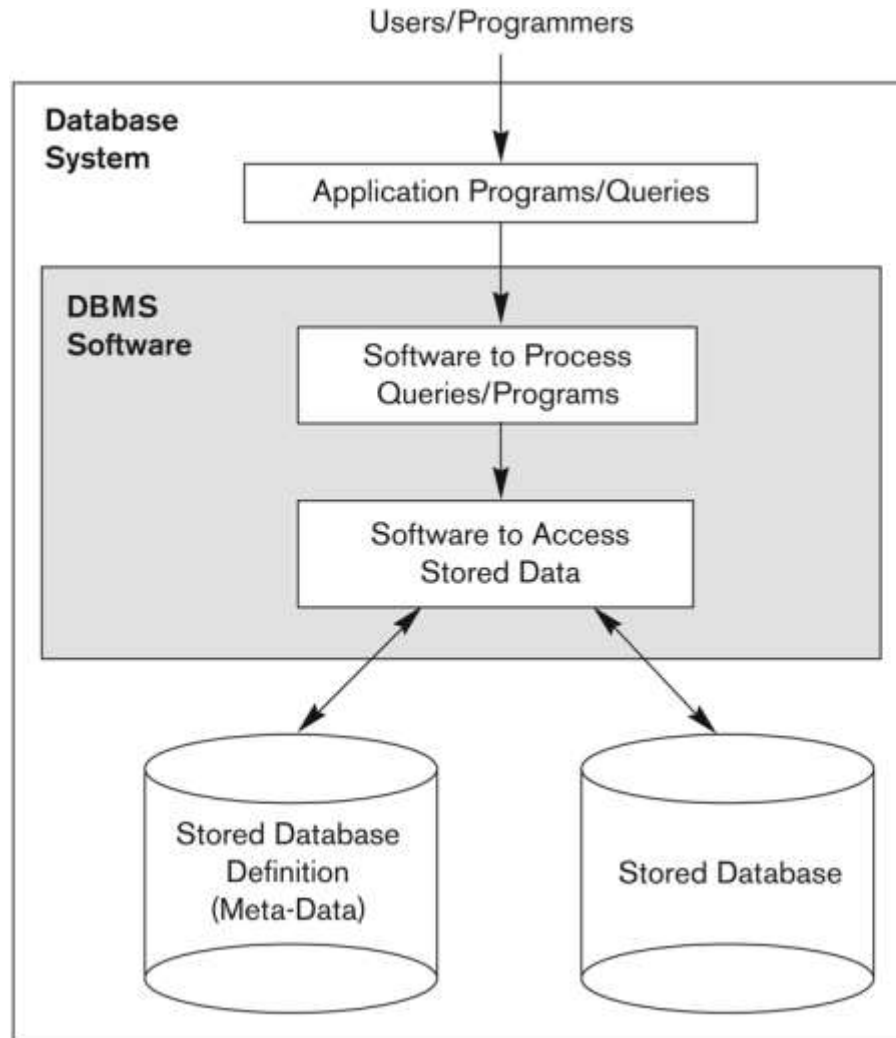 Users/Programmers
Database
System
Application Programs/Queries
DBMS
Software
Software to Process
Queries/Programs
Software to Access
Stored Data
Stored Database
Definition
(Meta-Data)
Stored Database